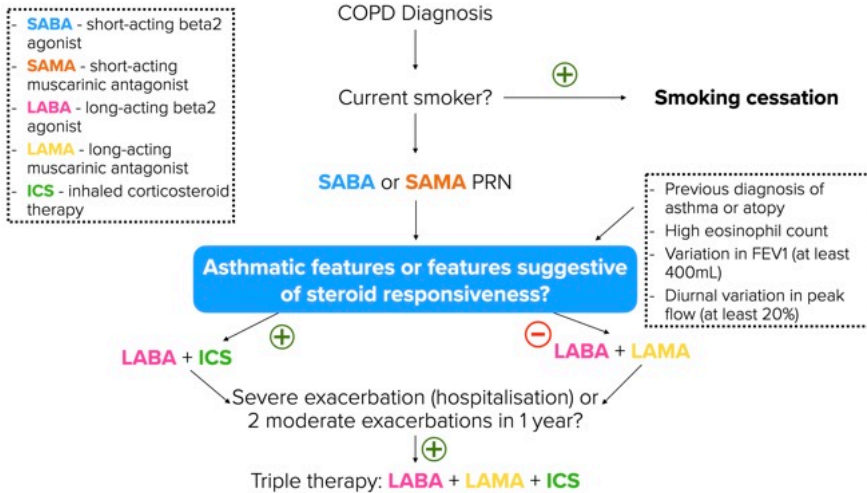 - SABA - short-acting beta2
agonist
- SAMA - short-acting
muscarinic antagonist
- LABA - long-acting beta2
agonist
- LAMA - long-acting
muscarinic antagonist
- ICS - inhaled corticosteroid
therapy
COPD Diagnosis
Current smoker?
+
Smoking cessation
SABA or SAMA PRN
- Previous diagnosis of
asthma or atopy
- High eosinophil count
- Variation in FEV1 (at least
400mL)
- Diurnal variation in peak
flow (at least 20%)
Asthmatic features or features suggestive
of steroid responsiveness?
+
−
LABA + ICS
LABA + LAMA
Severe exacerbation (hospitalisation) or
2 moderate exacerbations in 1 year?
+
Triple therapy: LABA + LAMA + ICS